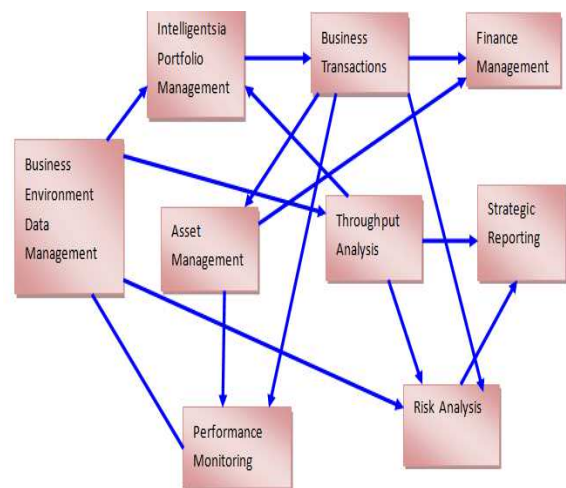 Intelligentsia
Portfolio
Management
Business
Transactions
Finance
Management
Business
Environment
Data
Management
Asset
Management
Throughput
Analysis
Strategic
Reporting
Performance
Monitoring
Risk Analysis